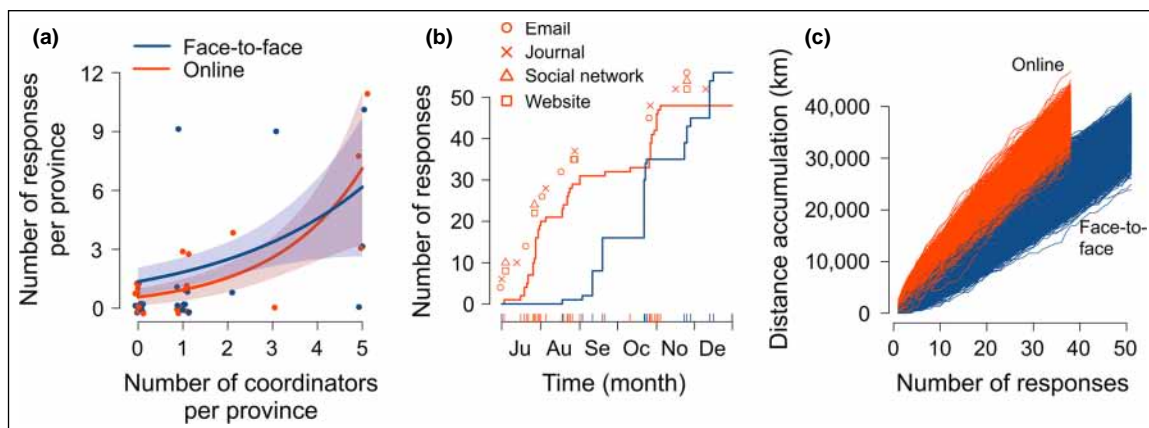 (a)
Face-to-face
Online
Number of responses
per province
12
9
6
3
0
0
1
2
3
4
5
Number of coordinators
per province
(b)
Email
Journal
Social network
Website
Number of responses
50
40
30
20
10
0
Ju
Au
Se
Oc
No
De
Time (month)
(c)
Online
Face-to-
face
Distance accumulation (km)
40,000
30,000
20,000
10,000
0
0
10
20
30
40
50
Number of responses